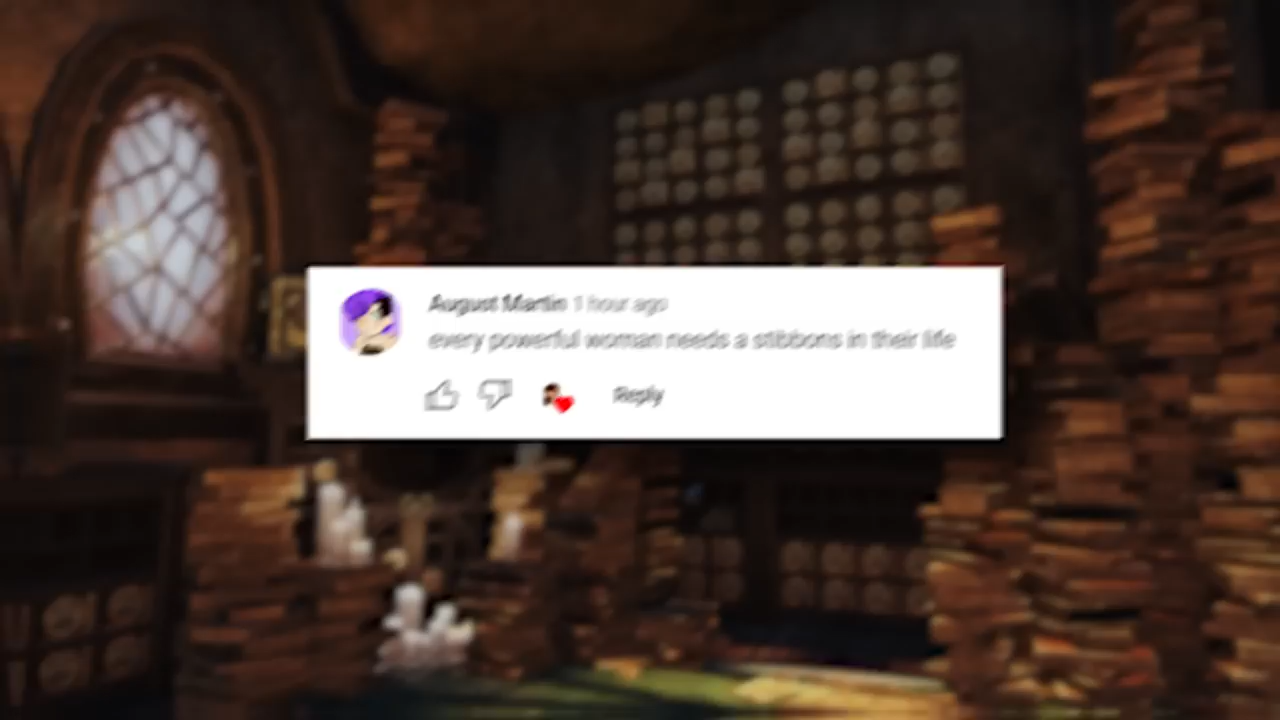 August Martin 1 hour ago
every powerful woman needs a stibbons in their life
Reply